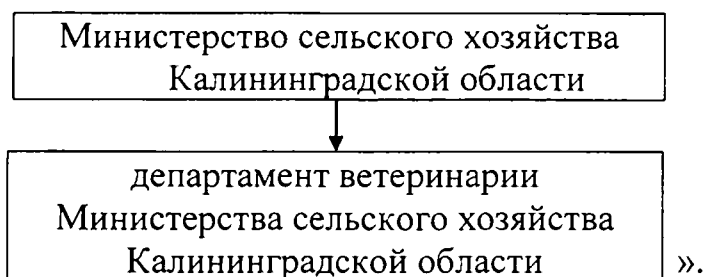 Министерство сельского хозяйства
Калининградской области
департамент ветеринарии
Министерства сельского хозяйства
Калининградской области
».